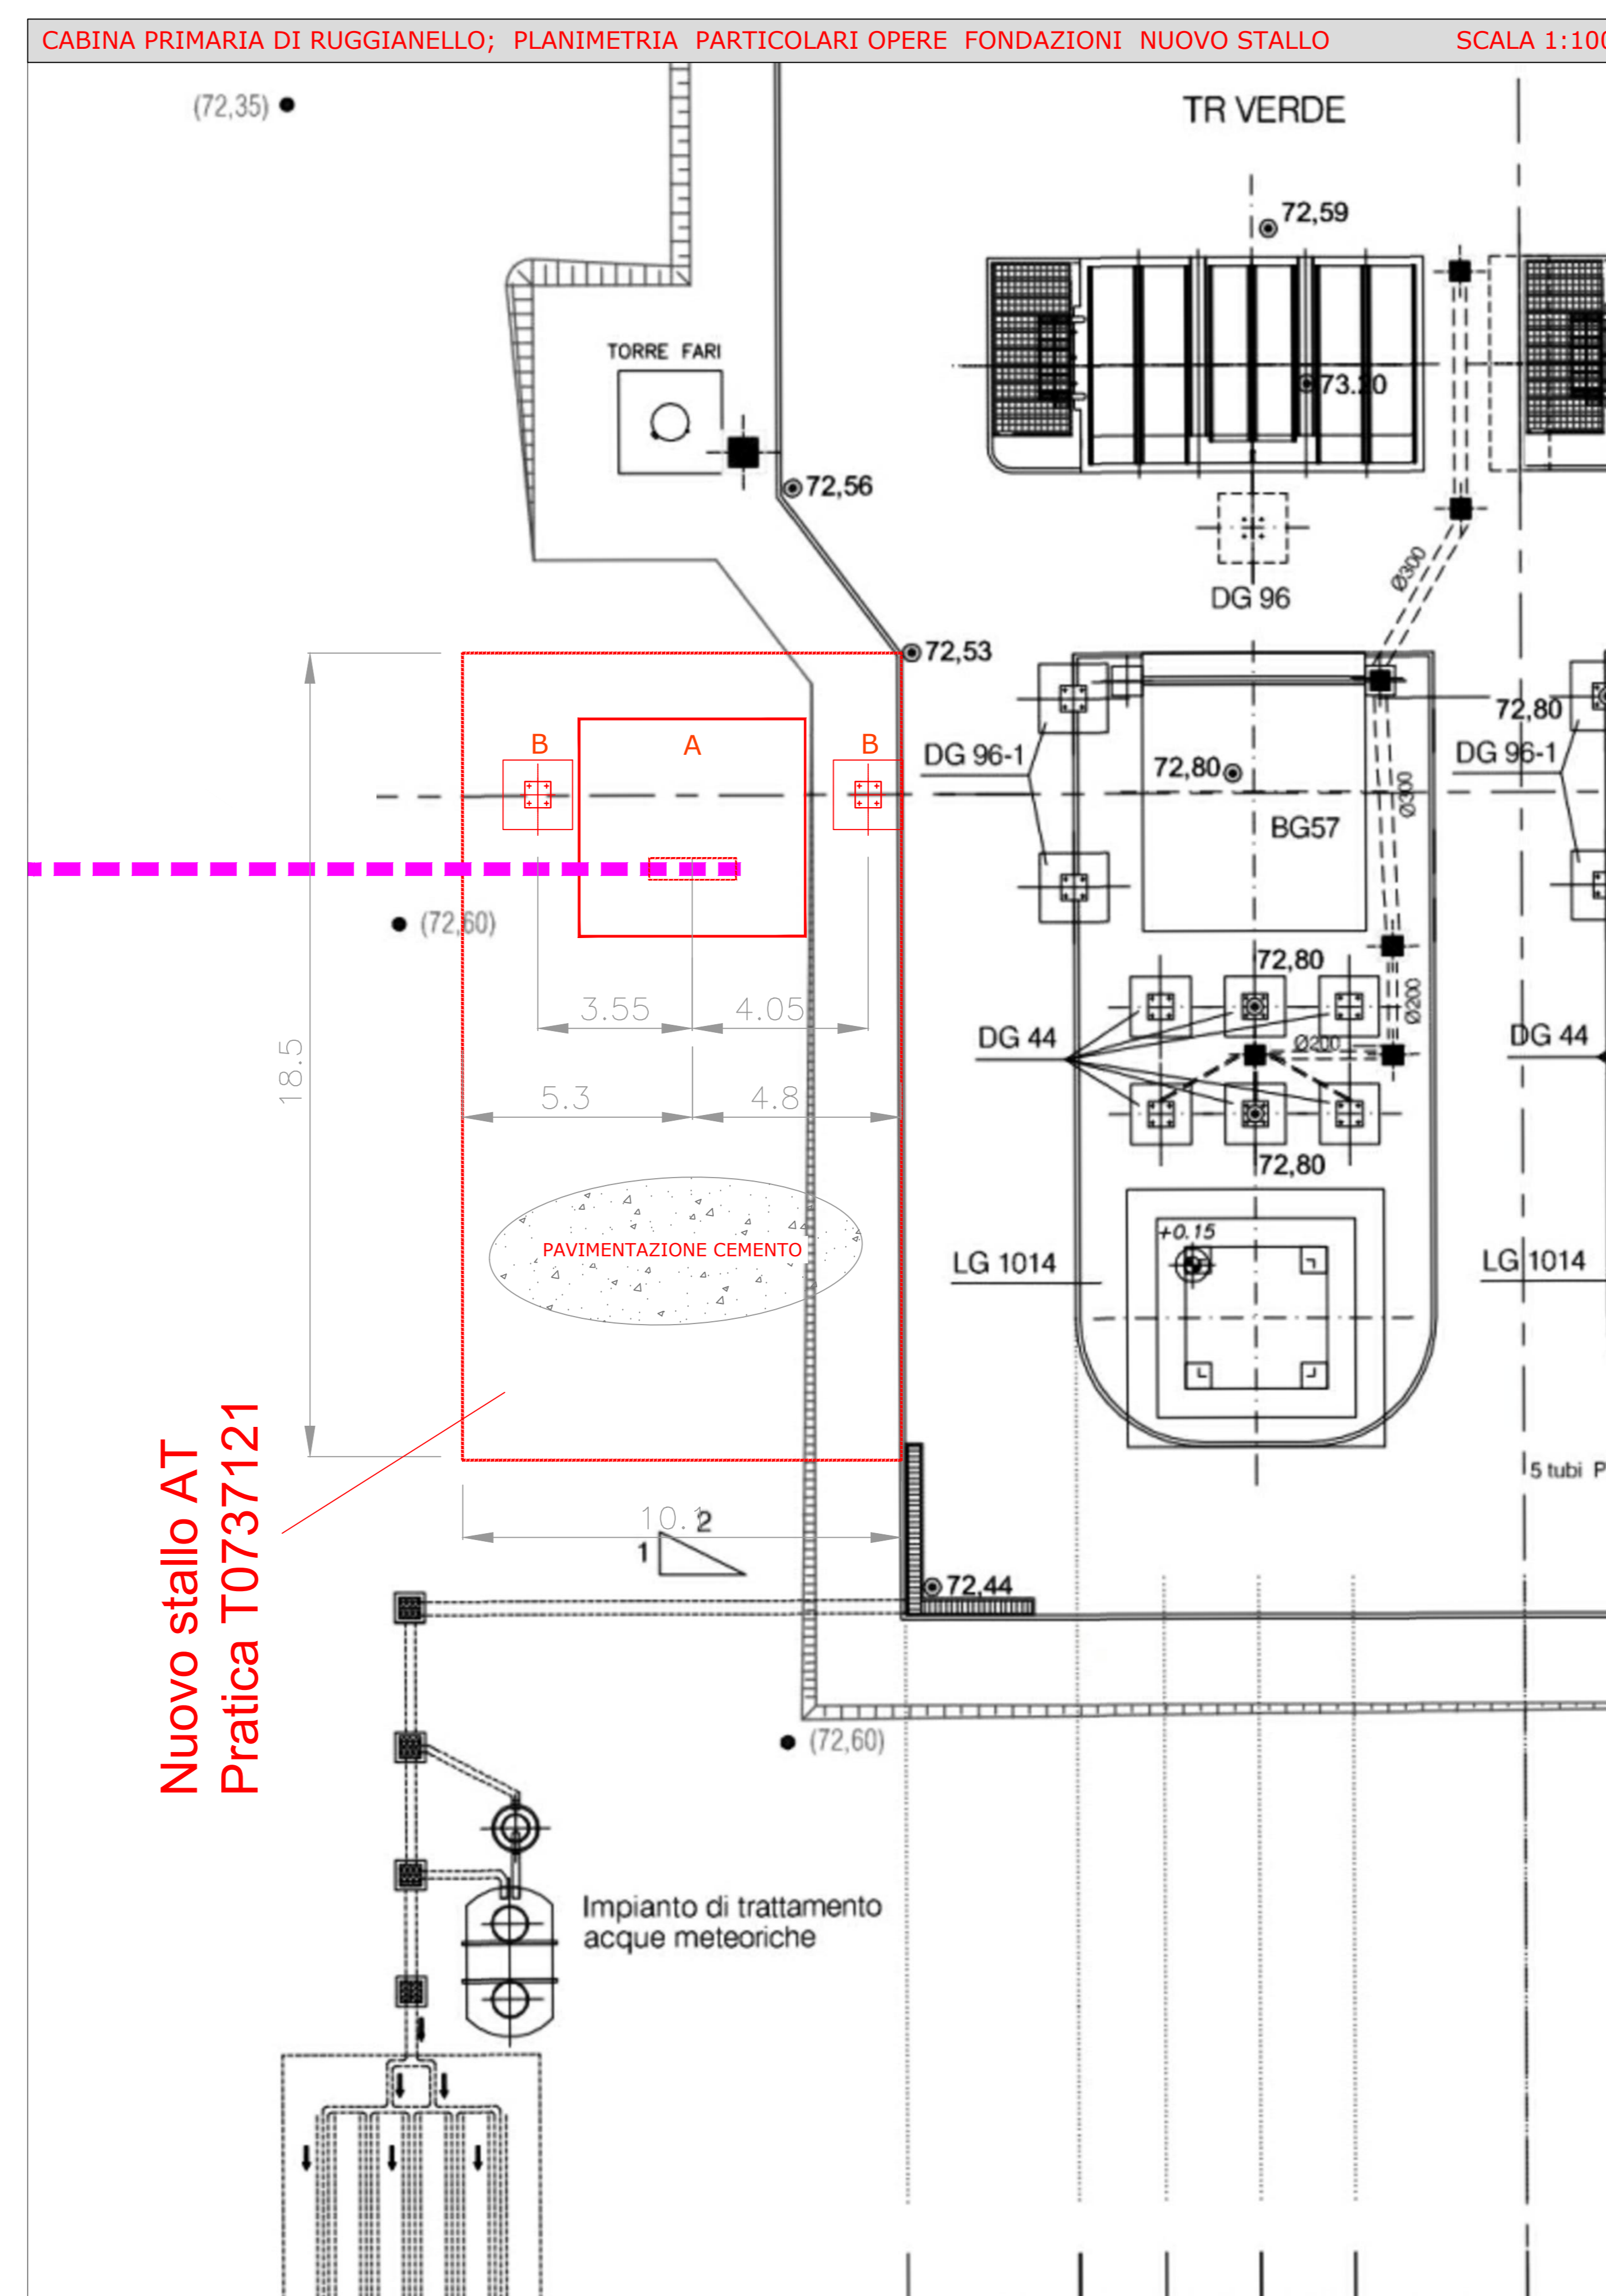 CABINA PRIMARIA DI RUGGIANELLO; PLANIMETRIA PARTICOLARI OPERE FONDAZIONI NUOVO STALLO SCALA 1:100
(72,35)
TR VERDE
72,59
TORRE FARI
73.20
72,56
Ø300
DG 96
72,53
72,80
B
A
B
DG 96-1
72,80
DG 96-1
Ø300
BG57
(72,60)
72,80
3.55
4.05
Ø200
DG 44
Ø200
DG 44
18.5
5.3
4.8
72,80
+0.15
PAVIMENTAZIONE CEMENTO
LG 1014
LG 1014
Nuovo stallo AT
Pratica T0737121
5 tubi P
10.1
2
1
72,44
(72,60)
Impianto di trattamento
acque meteoriche